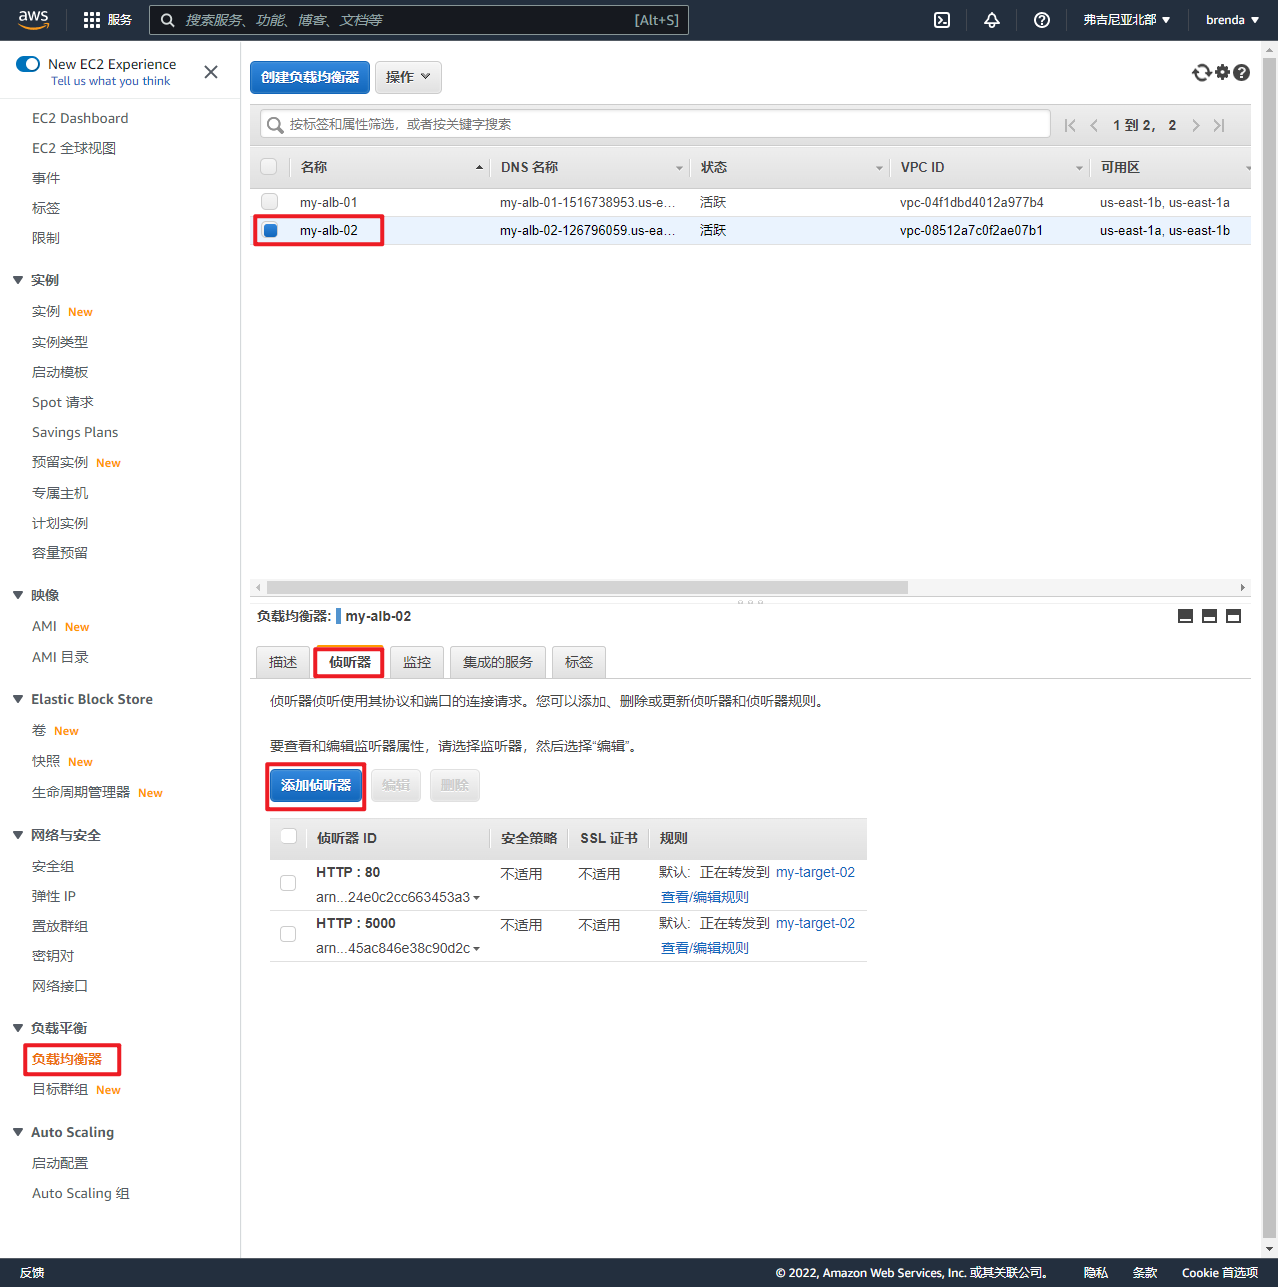 aws 服务 搜索服务、功能、博客、文档等 [Alt+S] 弗吉尼亚北部 brenda
New EC2 Experience
Tell us what you think
EC2 Dashboard
EC2 全球视图
事件
标签
限制
实例
实例 New
实例类型
启动模板
Spot 请求
Savings Plans
预留实例 New
专属主机
计划实例
容量预留
映像
AMI New
AMI 目录
Elastic Block Store
卷 New
快照 New
生命周期管理器 New
网络与安全
安全组
弹性 IP
置放群组
密钥对
网络接口
负载平衡
负载均衡器
目标群组 New
Auto Scaling
启动配置
Auto Scaling 组
创建负载均衡器 操作
按标签和属性筛选，或者按关键字搜索 1 到 2， 2
名称 DNS 名称 状态 VPC ID 可用区
my-alb-01 my-alb-01-1516738953.us-e... 活跃 vpc-04f1dbd4012a977b4 us-east-1b, us-east-1a
my-alb-02 my-alb-02-126796059.us-ea... 活跃 vpc-08512a7c0f2ae07b1 us-east-1a, us-east-1b
负载均衡器: my-alb-02
描述 侦听器 监控 集成的服务 标签
侦听器侦听使用其协议和端口的连接请求。您可以添加、删除或更新侦听器和侦听器规则。
要查看和编辑监听器属性，请选择监听器，然后选择“编辑”。
添加侦听器 编辑 删除
侦听器 ID 安全策略 SSL 证书 规则
HTTP : 80 不适用 不适用 默认: 正在转发到 my-target-02
arn...24e0c2cc663453a3 查看/编辑规则
HTTP : 5000 不适用 不适用 默认: 正在转发到 my-target-02
arn...45ac846e38c90d2c 查看/编辑规则
反馈 © 2022, Amazon Web Services, Inc. 或其关联公司。 隐私 条款 Cookie 首选项